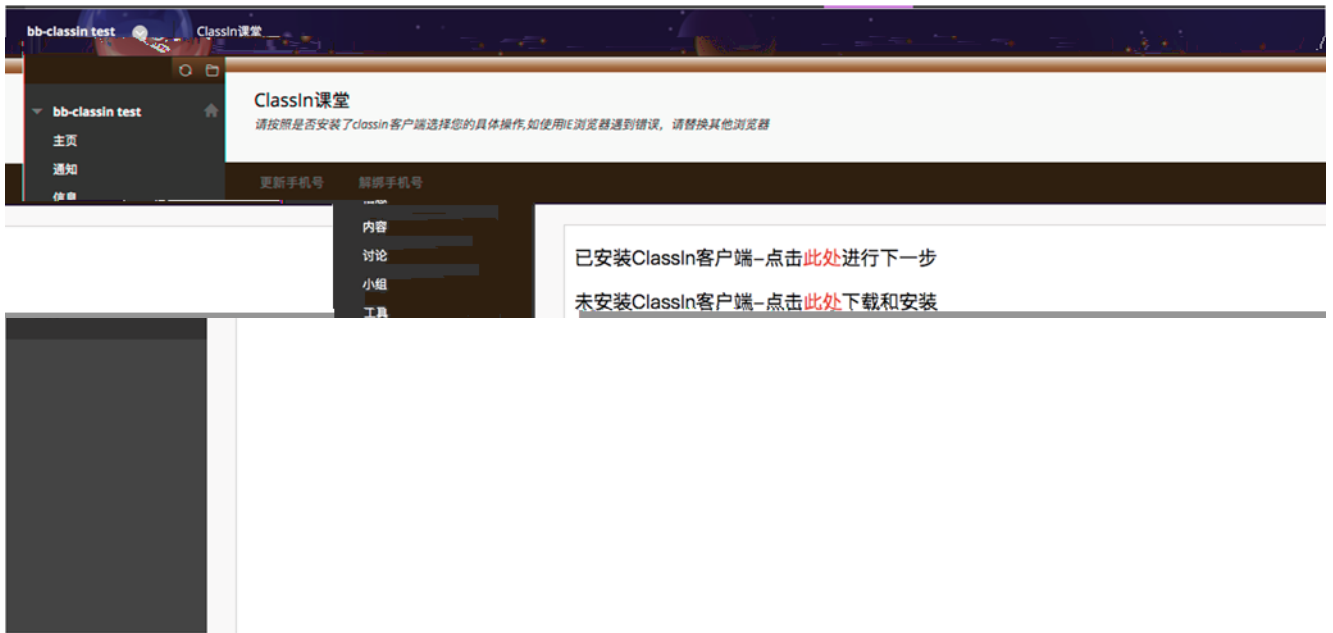 bb-classin test ClassIn课堂
bb-classin test
主页
通知
信息
ClassIn课堂
请按照是否安装了classin客户端选择您的具体操作,如使用IE浏览器遇到错误，请替换其他浏览器
更新手机号 解绑手机号
内容
讨论
小组
工具
已安装ClassIn客户端–点击此处进行下一步
未安装ClassIn客户端–点击此处下载和安装